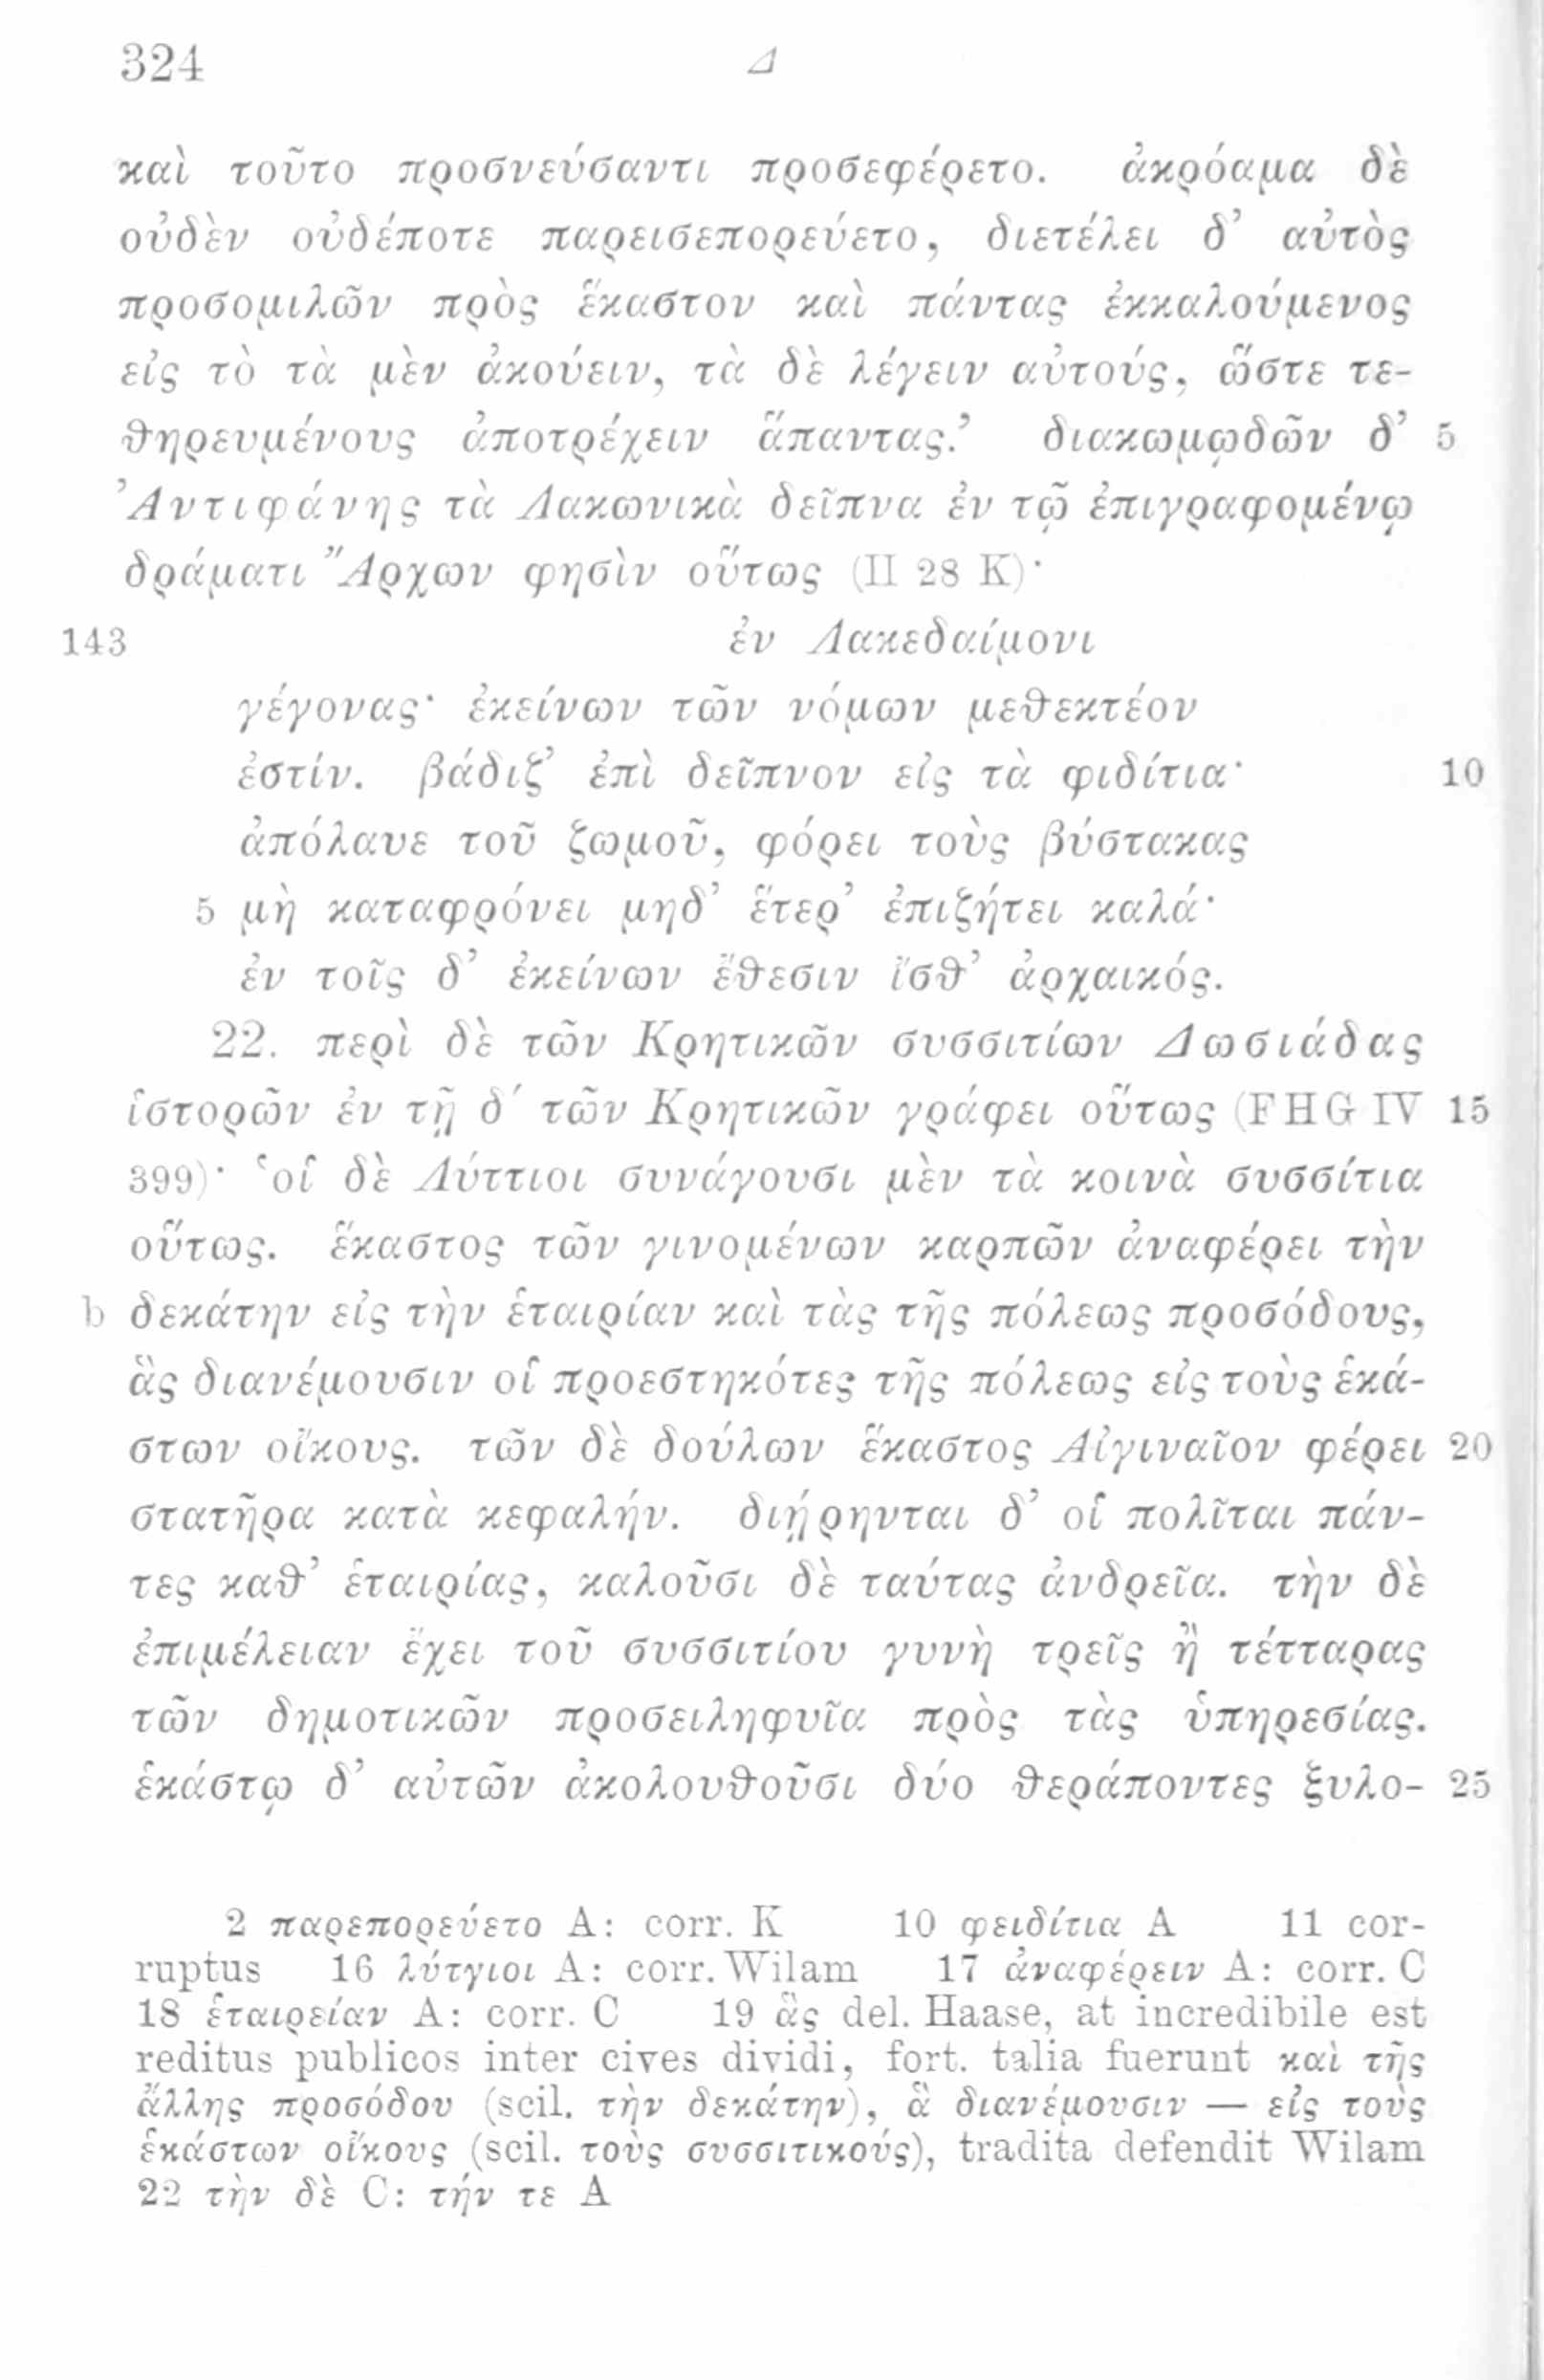 324 Δ
καὶ τοῦτο προσνεύσαντι προσεφέρετο. ἀκρόαμα δὲ
οὐδὲν οὐδέποτε παρεισεπορεύετο, διετέλει δ’ αὐτὸς
προσομιλῶν πρὸς ἕκαστον καὶ πάντας ἐκκαλούμενος
εἰς τὸ τὰ μὲν ἀκούειν, τὰ δὲ λέγειν αὐτούς, ὥστε τε-
θηρευμένους ἀποτρέχειν ἅπαντας.’ διακωμῳδῶν δ’ 5
Ἀντιφάνης τὰ Λακωνικὰ δεῖπνα ἐν τῷ ἐπιγραφομένῳ
δράματι Ἄρχων φησὶν οὕτως (II 28 K)·
143 ἐν Λακεδαίμονι
γέγονας· ἐκείνων τῶν νόμων μεθεκτέον
ἐστίν. βάδιζ’ ἐπὶ δεῖπνον εἰς τὰ φιδίτια· 10
ἀπόλαυε τοῦ ζωμοῦ, φόρει τοὺς βύστακας
5 μὴ καταφρόνει μηδ’ ἕτερ’ ἐπιζήτει καλά·
ἐν τοῖς δ’ ἐκείνων ἔθεσιν ἴσθ’ ἀρχαικός.
22. περὶ δὲ τῶν Κρητικῶν συσσιτίων Δωσιάδας
ἱστορῶν ἐν τῇ δ΄ τῶν Κρητικῶν γράφει οὕτως (FHG IV 15
399)· ‘οἱ δὲ Λύττιοι συνάγουσι μὲν τὰ κοινὰ συσσίτια
οὕτως. ἕκαστος τῶν γινομένων καρπῶν ἀναφέρει τὴν
b δεκάτην εἰς τὴν ἑταιρίαν καὶ τὰς τῆς πόλεως προσόδους,
ἃς διανέμουσιν οἱ προεστηκότες τῆς πόλεως εἰς τοὺς ἑκά-
στων οἴκους. τῶν δὲ δούλων ἕκαστος Αἰγιναῖον φέρει 20
στατῆρα κατὰ κεφαλήν. διῄρηνται δ’ οἱ πολῖται πάν-
τες καθ’ ἑταιρίας, καλοῦσι δὲ ταύτας ἀνδρεῖα. τὴν δὲ
ἐπιμέλειαν ἔχει τοῦ συσσιτίου γυνὴ τρεῖς ἢ τέτταρας
τῶν δημοτικῶν προσειληφυῖα πρὸς τὰς ὑπηρεσίας.
ἑκάστῳ δ’ αὐτῶν ἀκολουθοῦσι δύο θεράποντες ξυλο- 25
2 παρεπορεύετο A: corr. K 10 φειδίτια A 11 cor-
ruptus 16 λύτγιοι A: corr. Wilam 17 ἀναφέρειν A: corr. C
18 ἑταιρείαν A: corr. C 19 ἃς del. Haase, at incredibile est
reditus publicos inter cives dividi, fort. talia fuerunt καὶ τῆς
ἄλλης προσόδου (scil. τὴν δεκάτην), ἃ διανέμουσιν — εἰς τοὺς
ἑκάστων οἴκους (scil. τοὺς συσσιτικούς), tradita defendit Wilam
22 τὴν δὲ C: τήν τε A